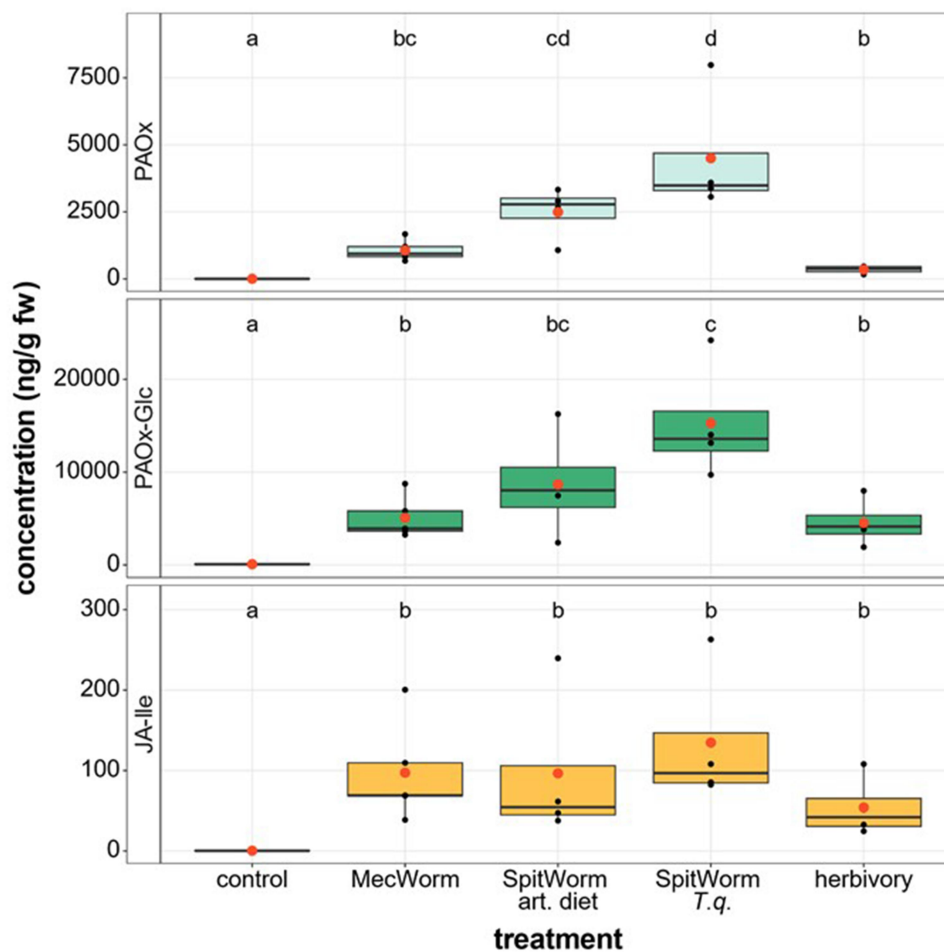 a bc cd d b
7500
5000
2500
0
PAOx
a b bc c b
20000
10000
0
PAOx-Glc
a b b b b
300
200
100
0
JA-Ile
concentration (ng/g fw)
control MecWorm SpitWorm SpitWorm herbivory
art. diet T.q.
treatment